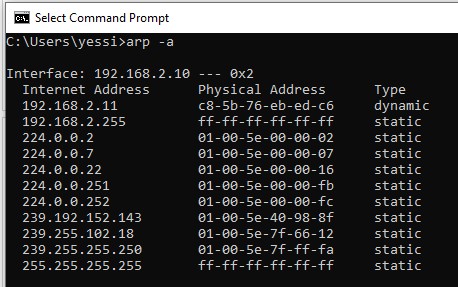 Select Command Prompt
C:\Users\yessi>arp -a
Interface: 192.168.2.10 --- 0x2
Internet Address Physical Address Type
192.168.2.11 c8-5b-76-eb-ed-c6 dynamic
192.168.2.255 ff-ff-ff-ff-ff-ff static
224.0.0.2 01-00-5e-00-00-02 static
224.0.0.7 01-00-5e-00-00-07 static
224.0.0.22 01-00-5e-00-00-16 static
224.0.0.251 01-00-5e-00-00-fb static
224.0.0.252 01-00-5e-00-00-fc static
239.192.152.143 01-00-5e-40-98-8f static
239.255.102.18 01-00-5e-7f-66-12 static
239.255.255.250 01-00-5e-7f-ff-fa static
255.255.255.255 ff-ff-ff-ff-ff-ff static